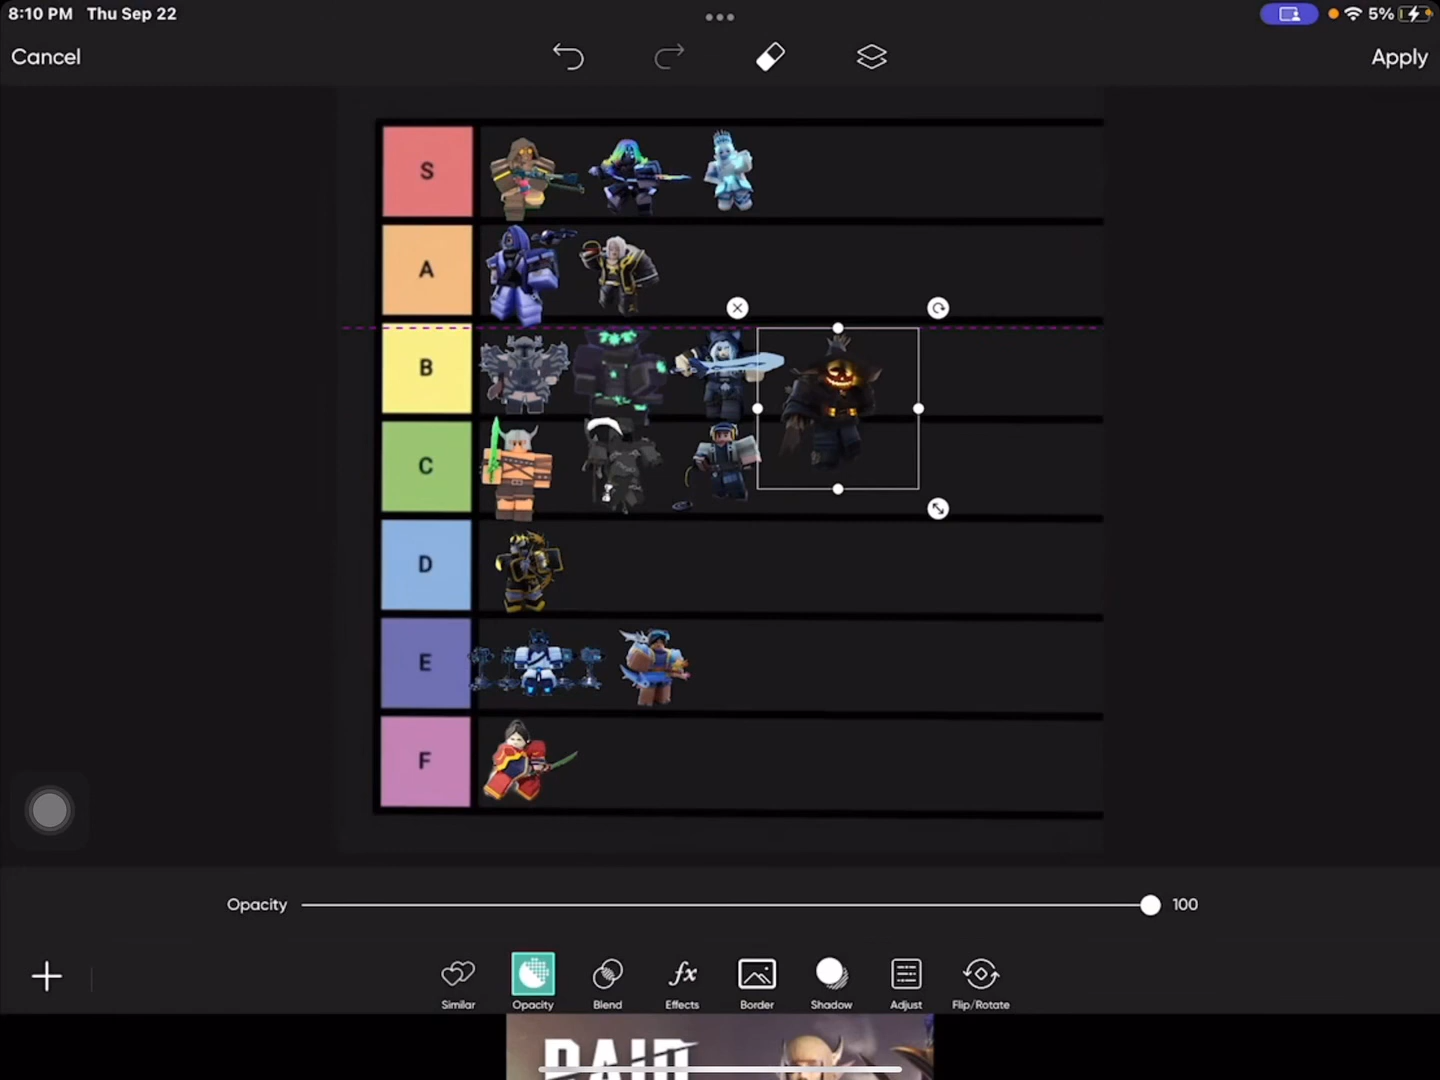 8:10 PM Thu Sep 22
5%
Cancel
Apply
S
A
B
C
D
E
F
Opacity
100
Similar
Opacity
Blend
fx
Effects
Border
Shadow
Adjust
Flip/Rotate
RAID